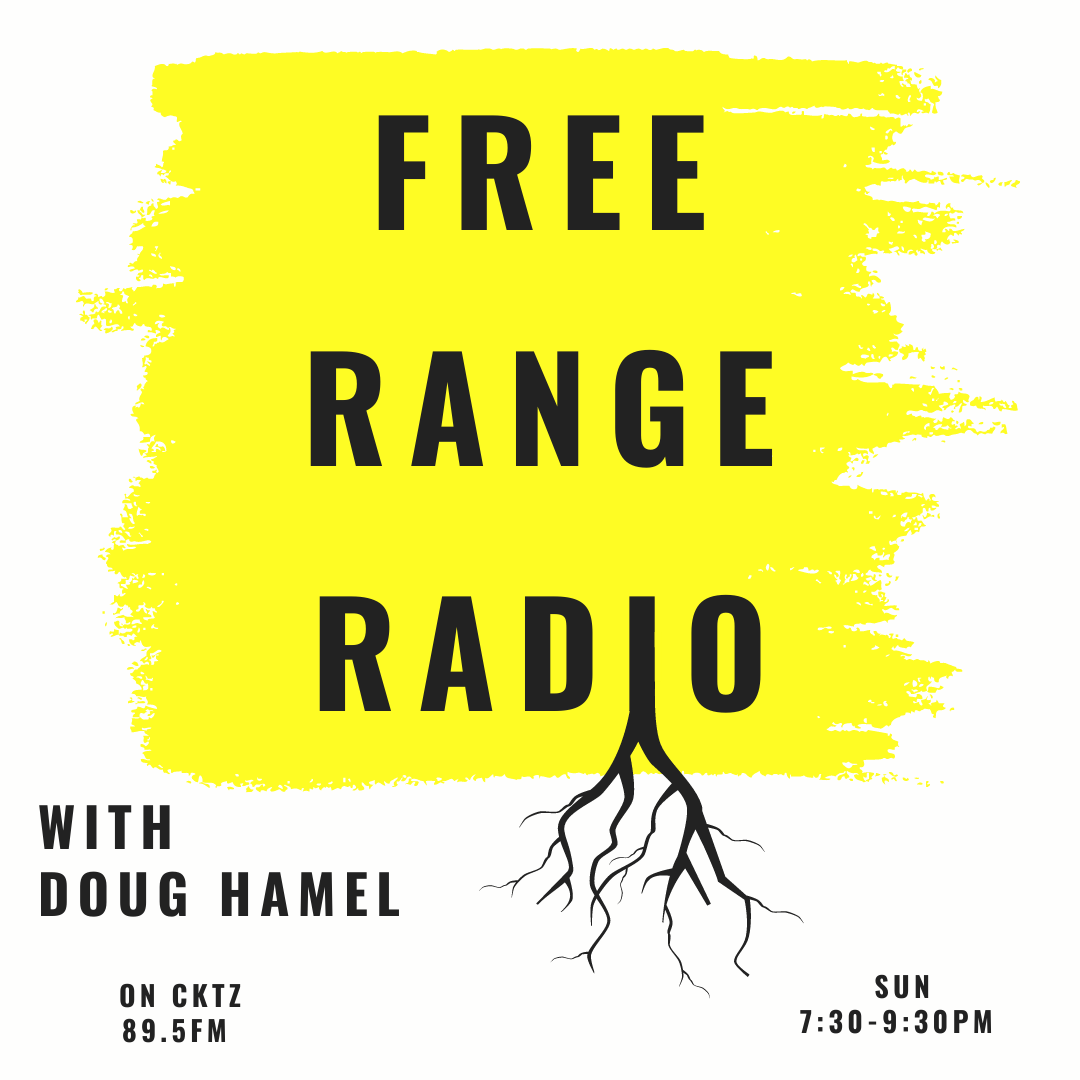 FREE
RANGE
RADIO
WITH
DOUG HAMEL
ON CKTZ
89.5FM
SUN
7:30-9:30PM